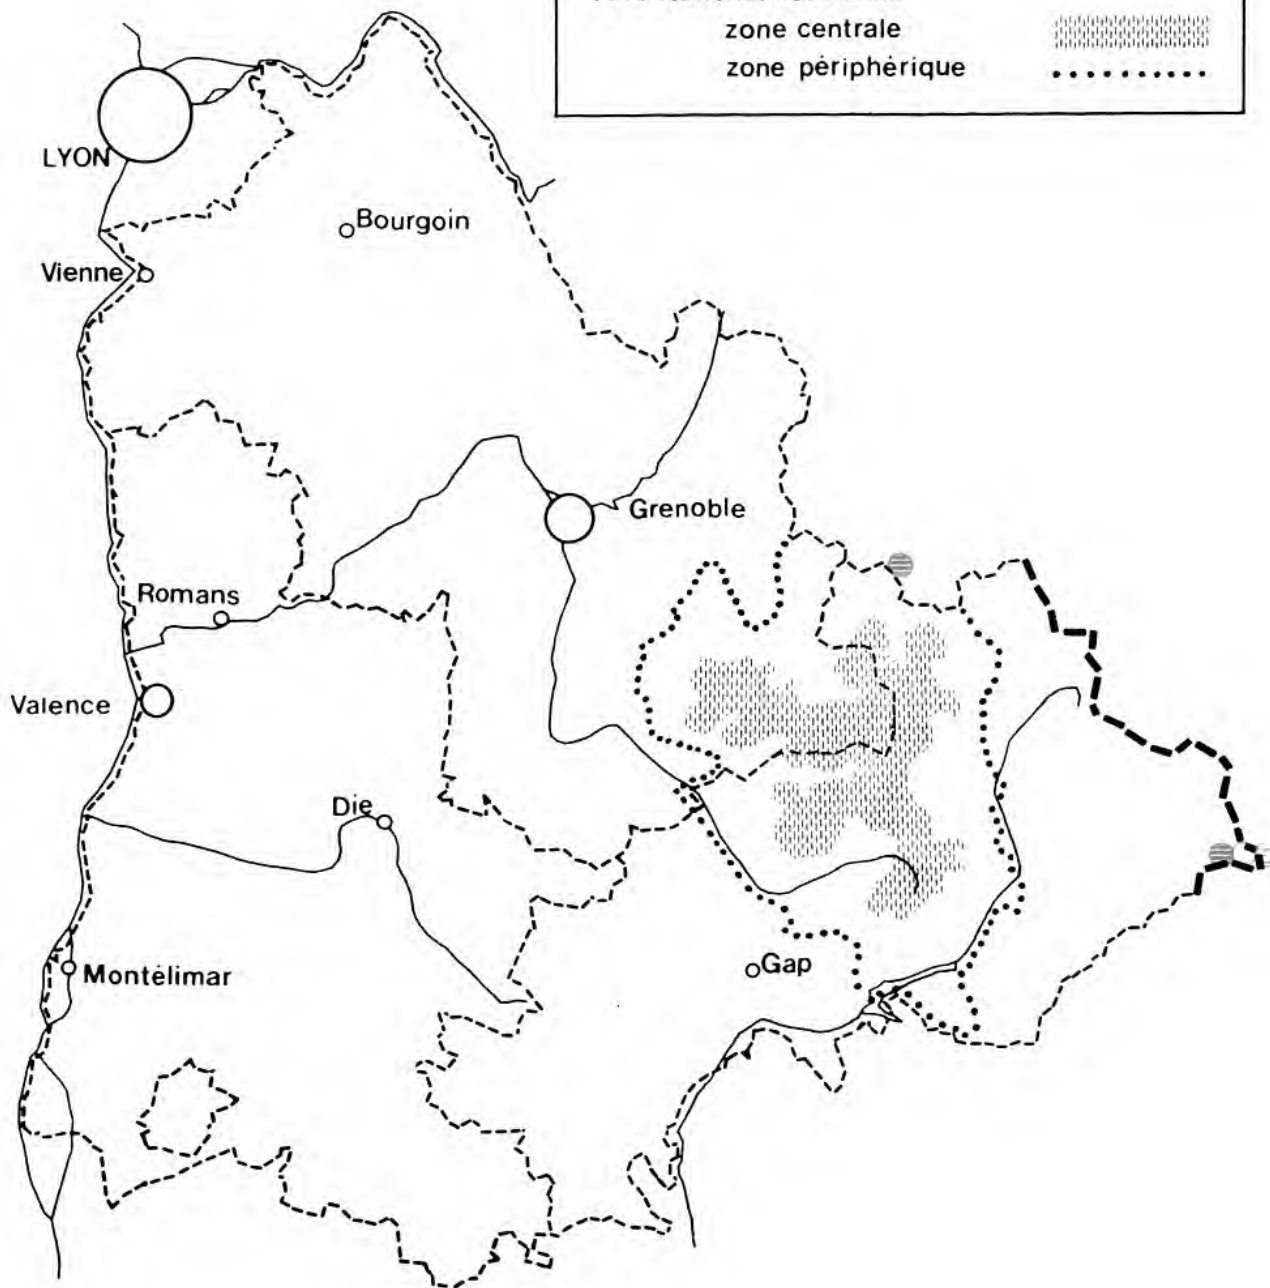 zone centrale
zone périphérique
LYON
Bourgoin
Vienne
Grenoble
Romans
Valence
Die
Gap
Montélimar